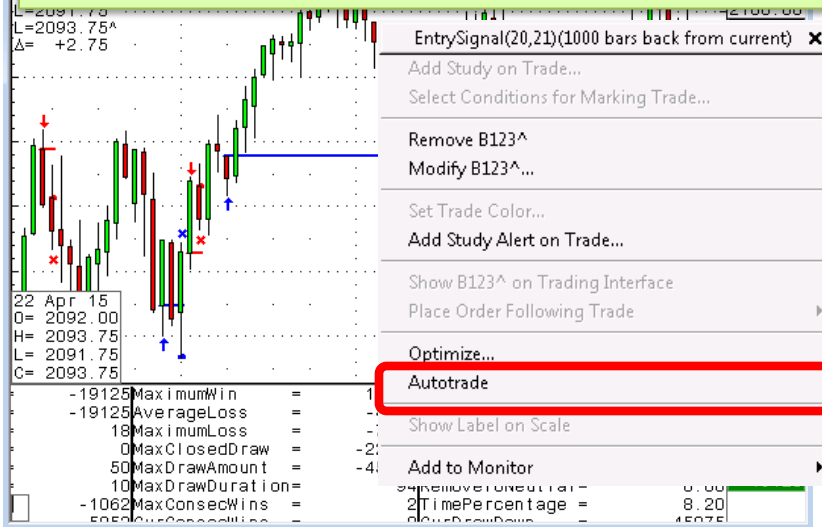 L=2093.75^
Δ= +2.75
EntrySignal(20,21)(1000 bars back from current) ×
Add Study on Trade...
Select Conditions for Marking Trade...
Remove B123^
Modify B123^...
Set Trade Color...
Add Study Alert on Trade...
Show B123^ on Trading Interface
Place Order Following Trade
Optimize...
Autotrade
Show Label on Scale
Add to Monitor
22 Apr 15
O= 2092.00
H= 2093.75
L= 2091.75
C= 2093.75
-19125 MaximumWin =
-19125 AverageLoss =
18 MaximumLoss =
0 MaxClosedDraw =
50 MaxDrawAmount =
10 MaxDrawDuration=
-1062 MaxConsecWins = 2 TimePercentage = 8.20